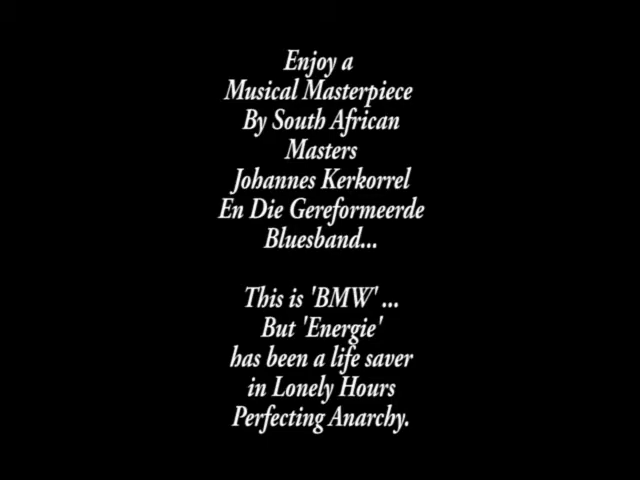 Enjoy a
Musical Masterpiece
By South African
Masters
Johannes Kerkorrel
En Die Gereformeerde
Bluesband...
This is 'BMW' ...
But 'Energie'
has been a life saver
in Lonely Hours
Perfecting Anarchy.